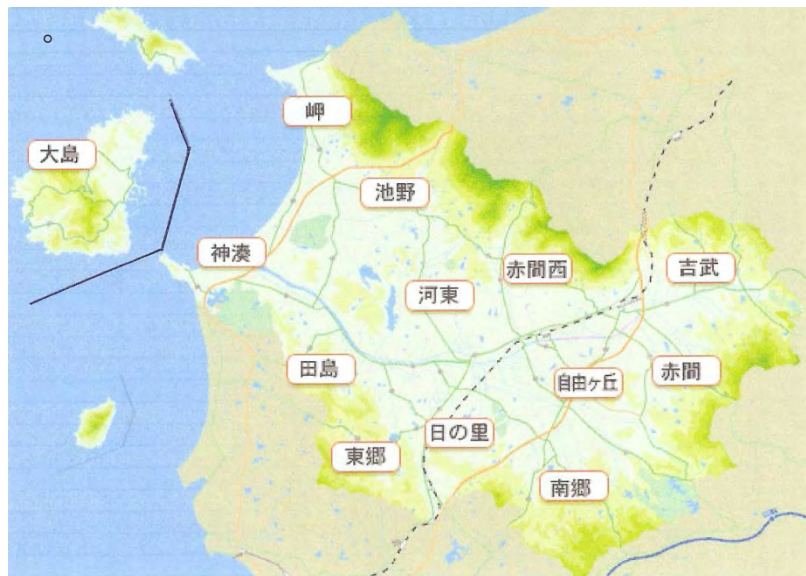 岬
大島
池野
神湊
赤間西
吉武
河東
田島
自由ヶ丘
赤間
日の里
東郷
南郷